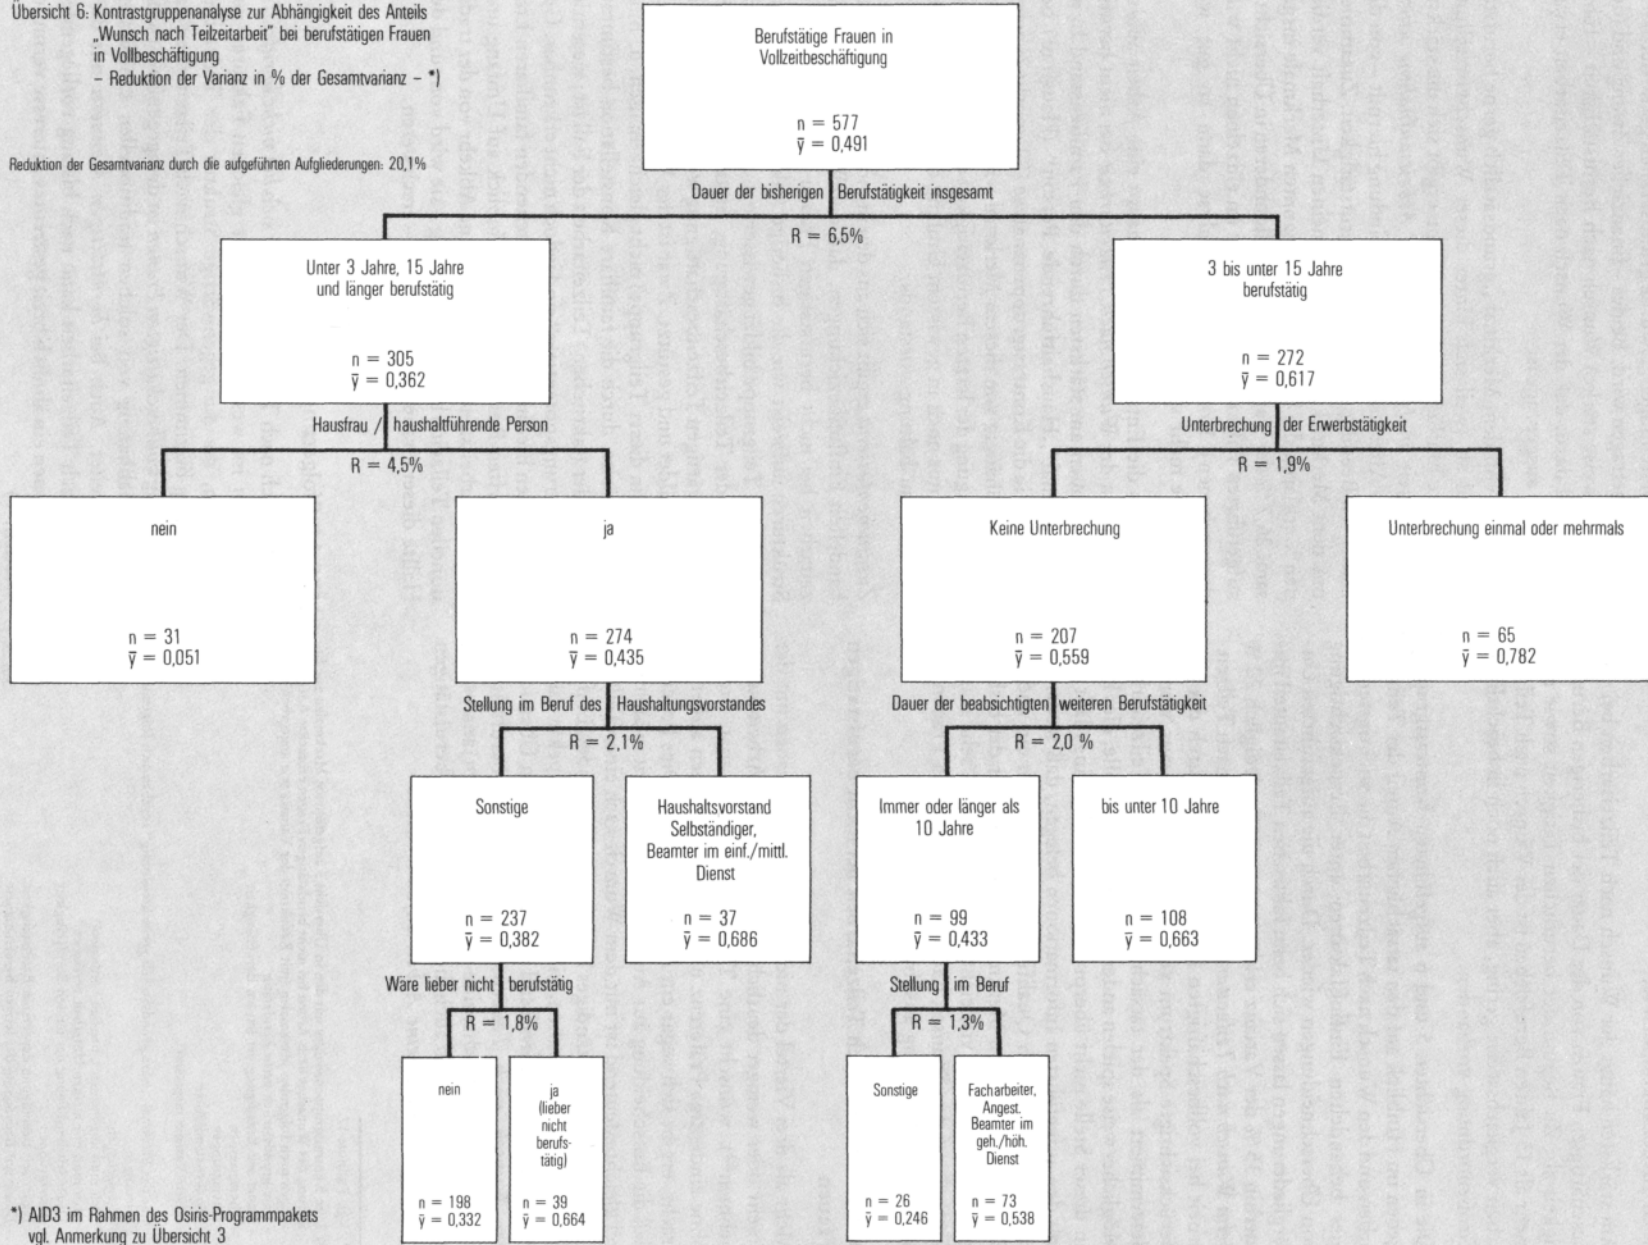 Übersicht 6: Kontrastgruppenanalyse zur Abhängigkeit des Anteils
„Wunsch nach Teilzeitarbeit" bei berufstätigen Frauen
in Vollbeschäftigung
– Reduktion der Varianz in % der Gesamtvarianz – *)
Reduktion der Gesamtvarianz durch die aufgeführten Aufgliederungen: 20,1%
Berufstätige Frauen in
Vollzeitbeschäftigung
n = 577
ȳ = 0,491
Dauer der bisherigen Berufstätigkeit insgesamt
R = 6,5%
Unter 3 Jahre, 15 Jahre
und länger berufstätig
n = 305
ȳ = 0,362
3 bis unter 15 Jahre
berufstätig
n = 272
ȳ = 0,617
Hausfrau / haushaltführende Person
R = 4,5%
Unterbrechung der Erwerbstätigkeit
R = 1,9%
nein
n = 31
ȳ = 0,051
ja
n = 274
ȳ = 0,435
Keine Unterbrechung
n = 207
ȳ = 0,559
Unterbrechung einmal oder mehrmals
n = 65
ȳ = 0,782
Stellung im Beruf des Haushaltungsvorstandes
R = 2,1%
Dauer der beabsichtigten weiteren Berufstätigkeit
R = 2,0 %
Sonstige
n = 237
ȳ = 0,382
Haushaltsvorstand
Selbständiger,
Beamter im einf./mittl.
Dienst
n = 37
ȳ = 0,686
Immer oder länger als
10 Jahre
n = 99
ȳ = 0,433
bis unter 10 Jahre
n = 108
ȳ = 0,663
Wäre lieber nicht berufstätig
R = 1,8%
Stellung im Beruf
R = 1,3%
nein
n = 198
ȳ = 0,332
ja
(lieber
nicht
berufs-
tätig)
n = 39
ȳ = 0,664
Sonstige
n = 26
ȳ = 0,246
Facharbeiter,
Angest.
Beamter im
geh./höh.
Dienst
n = 73
ȳ = 0,538
*) AID3 im Rahmen des Osiris-Programmpakets
vgl. Anmerkung zu Übersicht 3